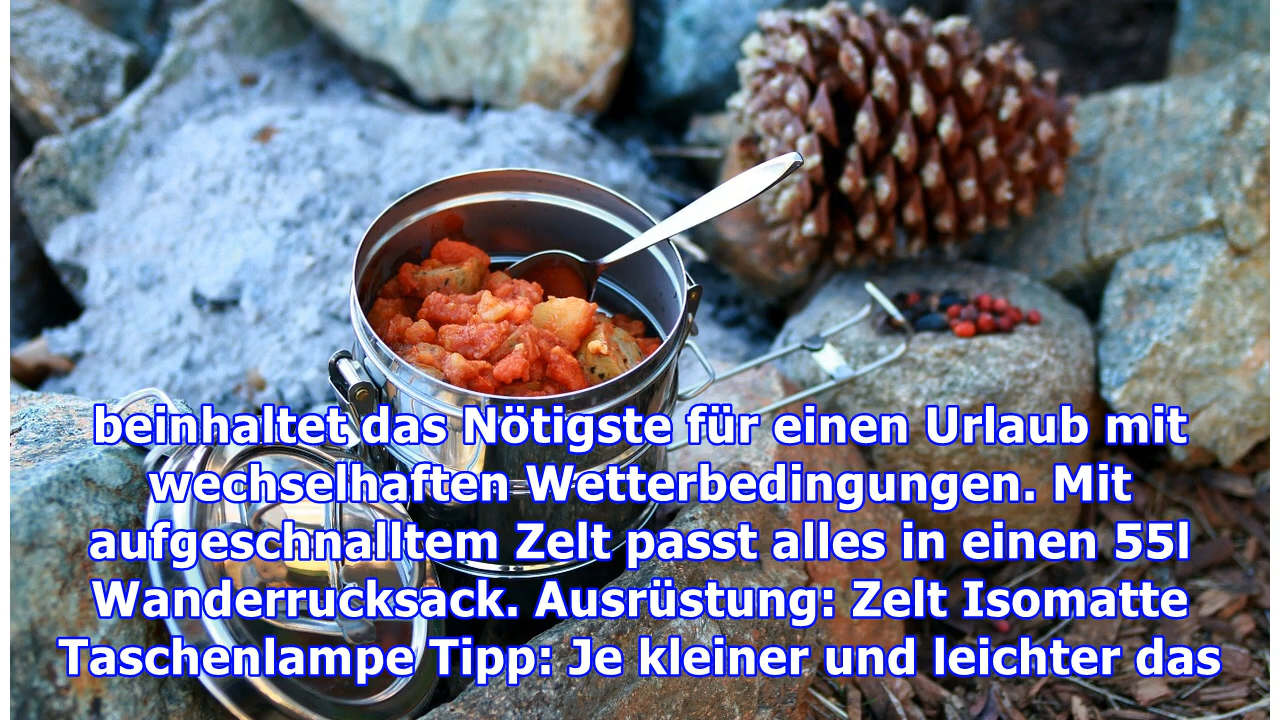 beinhaltet das Nötigste für einen Urlaub mit
wechselhaften Wetterbedingungen. Mit
aufgeschnalltem Zelt passt alles in einen 55l
Wanderrucksack. Ausrüstung: Zelt Isomatte
Taschenlampe Tipp: Je kleiner und leichter das